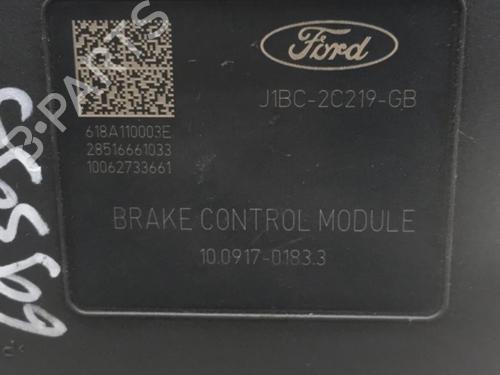 Ford
J1BC-2C219-GB
618A110003E
28516661033
10062733661
BRAKE CONTROL MODULE
10.0917-0183.3
B-PARTS